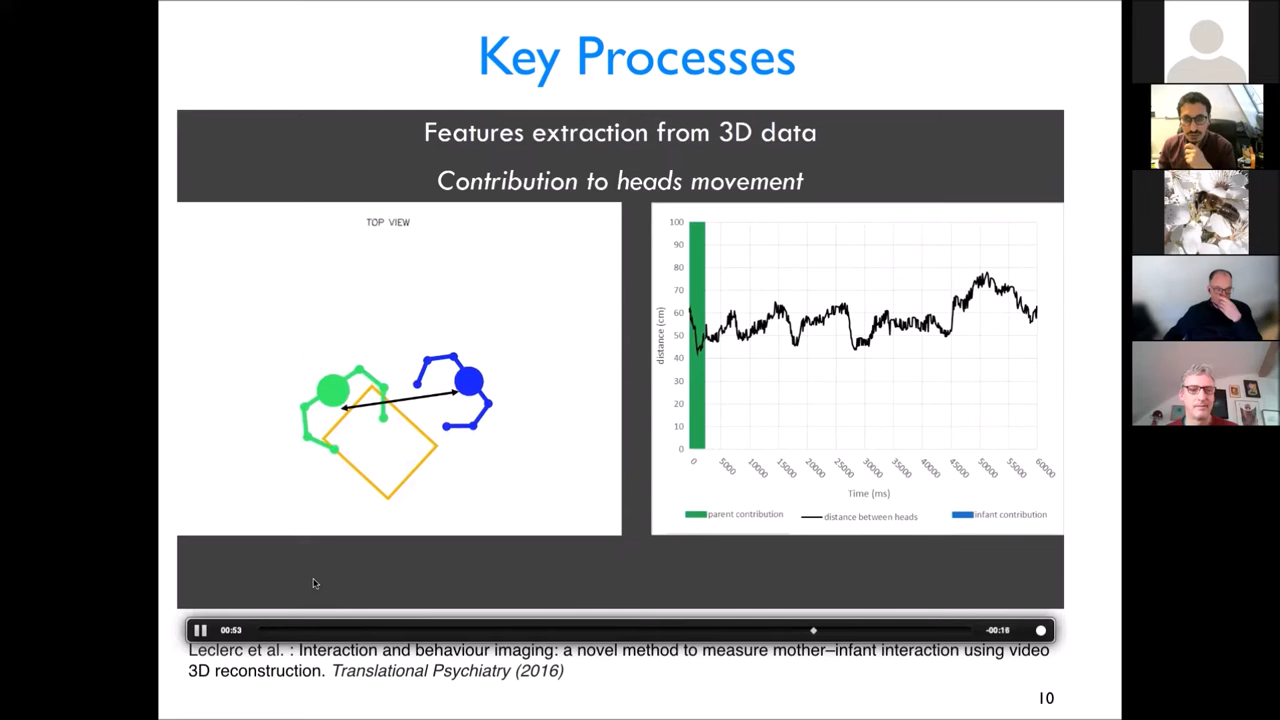 Key Processes
Features extraction from 3D data
Contribution to heads movement
TOP VIEW
100
90
80
70
60
50
40
30
20
10
0
distance (cm)
0
5000
10000
15000
20000
25000
30000
35000
40000
45000
50000
55000
60000
Time (ms)
parent contribution
distance between heads
infant contribution
00:53
-00:16
Leclerc et al. : Interaction and behaviour imaging: a novel method to measure mother–infant interaction using video
3D reconstruction. Translational Psychiatry (2016)
10